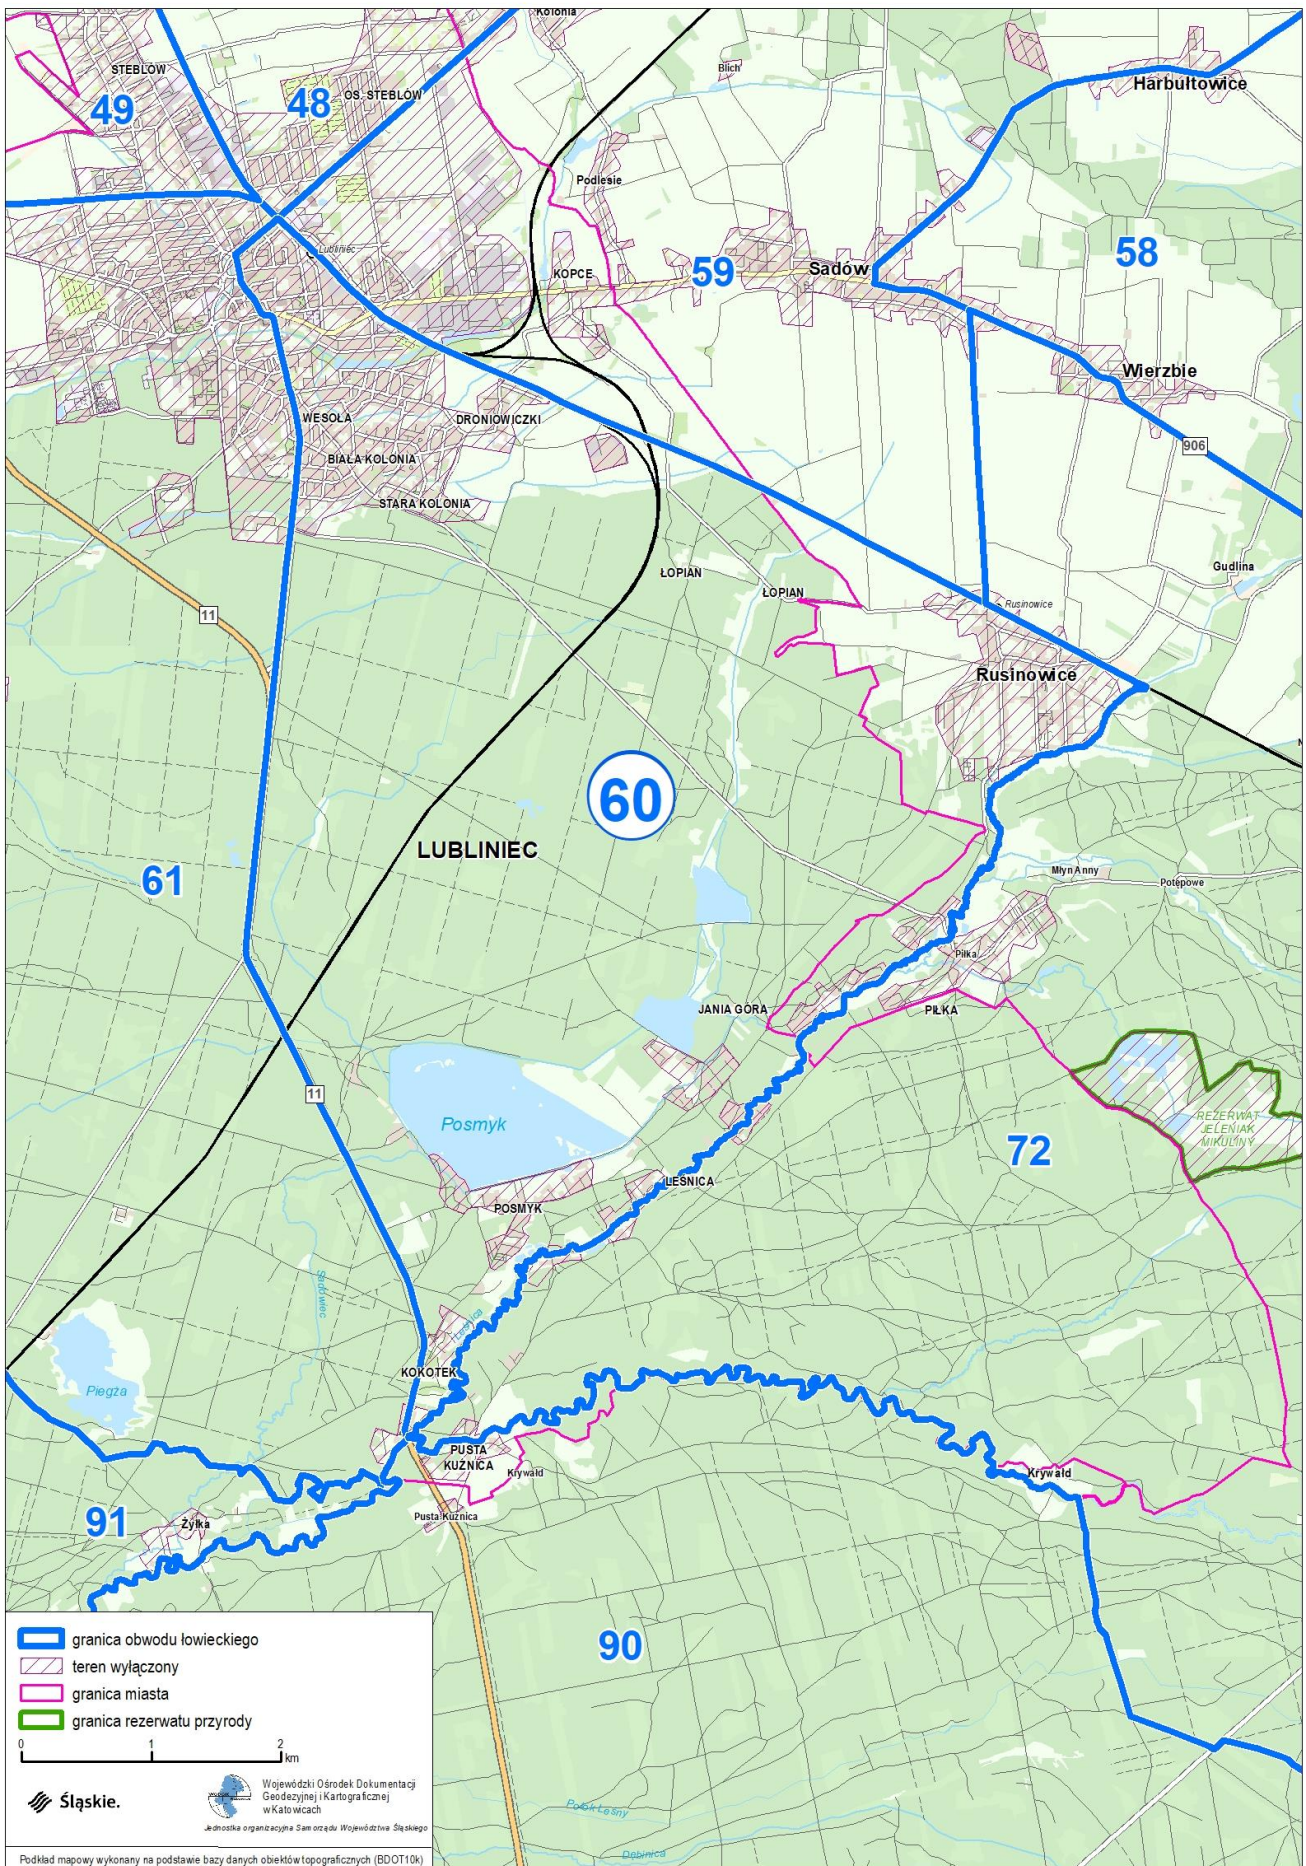 Kolonia
STEBLÓW
Blich
Harbułtowice
49
48
OS. STEBLÓW
Podlesie
Lubliniec
KOPCE
59
Sadów
58
Wierzbie
WESOŁA
DRONIOWICZKI
BIAŁA KOLONIA
906
STARA KOLONIA
ŁOPIAN
Gudlina
ŁOPIAN
Rusinowice
11
Rusinowice
60
LUBLINIEC
61
Młyn Anny
Potępowe
Piłka
JANIA GÓRA
PIŁKA
11
Posmyk
REZERWAT
JELENIAK
MIKULINY
72
LEŚNICA
POSMYK
Sadowiec
Leśnica
KOKOTEK
Piegża
PUSTA
KUŹNICA
Krywałd
Krywałd
91
Żyłka
Pusta Kuźnica
90
granica obwodu łowieckiego
teren wyłączony
granica miasta
granica rezerwatu przyrody
0 1 2
km
Śląskie.
Wojewódzki Ośrodek Dokumentacji
Geodezyjnej i Kartograficznej
w Katowicach
Jednostka organizacyjna Samorządu Województwa Śląskiego
Potok Leśny
Dębinica
Podkład mapowy wykonany na podstawie bazy danych obiektów topograficznych (BDOT10k)